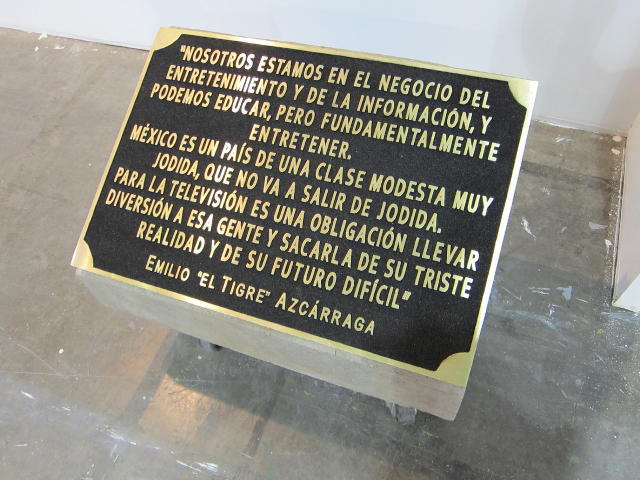 "NOSOTROS ESTAMOS EN EL NEGOCIO DEL
ENTRETENIMIENTO Y DE LA INFORMACIÓN, Y
PODEMOS EDUCAR, PERO FUNDAMENTALMENTE
ENTRETENER.
MÉXICO ES UN PAÍS DE UNA CLASE MODESTA MUY
JODIDA, QUE NO VA A SALIR DE JODIDA.
PARA LA TELEVISIÓN ES UNA OBLIGACIÓN LLEVAR
DIVERSIÓN A ESA GENTE Y SACARLA DE SU TRISTE
REALIDAD Y DE SU FUTURO DIFÍCIL"
EMILIO "EL TIGRE" AZCÁRRAGA